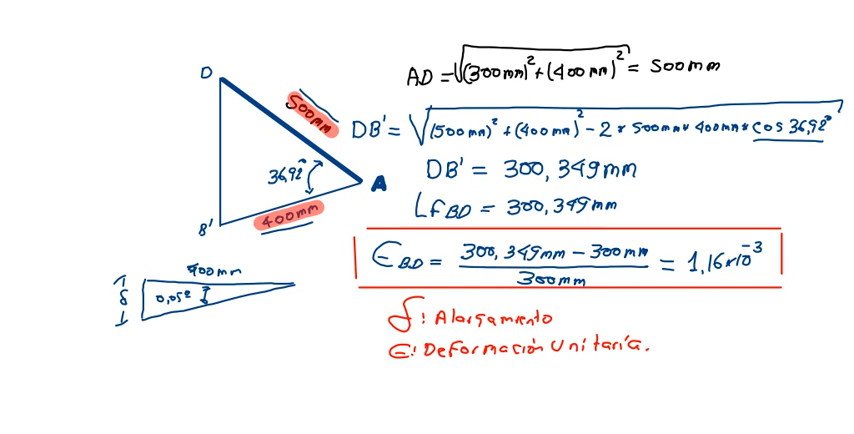 AD = √(300mm)² + (400mm)² = 500mm
D
500mm
DB' = √(500mm)² + (400mm)² - 2 * 500mm * 400mm * cos 36,92°
36,92°
A
DB' = 300,349mm
400mm
B'
LfBD = 300,349mm
ЄBD = 300,349mm - 300mm / 300mm = 1,16x10⁻³
400mm
δ
0,05°
δ: Alargamiento
Є: Deformación Unitaria.